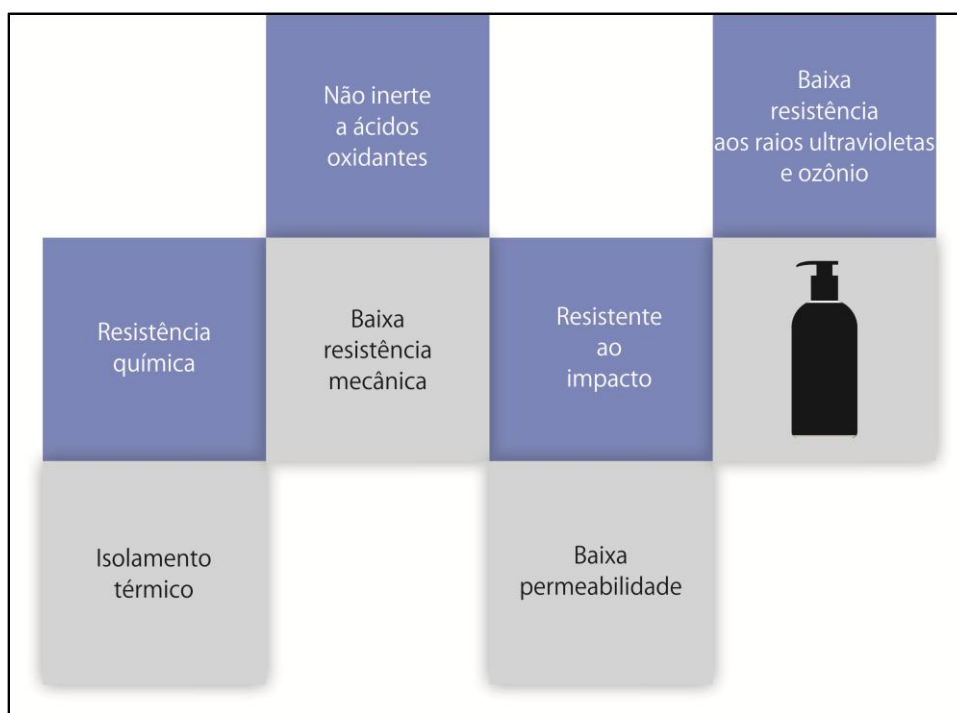 Não inerte
a ácidos
oxidantes
Baixa
resistência
aos raios ultravioletas
e ozônio
Resistência
química
Baixa
resistência
mecânica
Resistente
ao
impacto
Isolamento
térmico
Baixa
permeabilidade